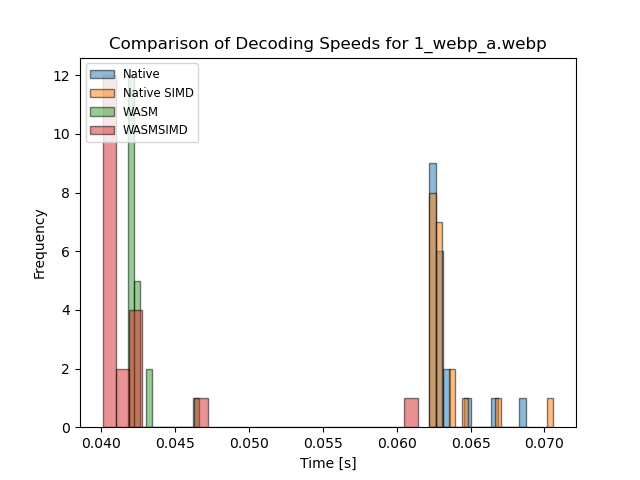 Comparison of Decoding Speeds for 1_webp_a.webp
Native
Native SIMD
WASM
WASMSIMD
12
10
8
6
4
2
0
Frequency
0.040 0.045 0.050 0.055 0.060 0.065 0.070
Time [s]